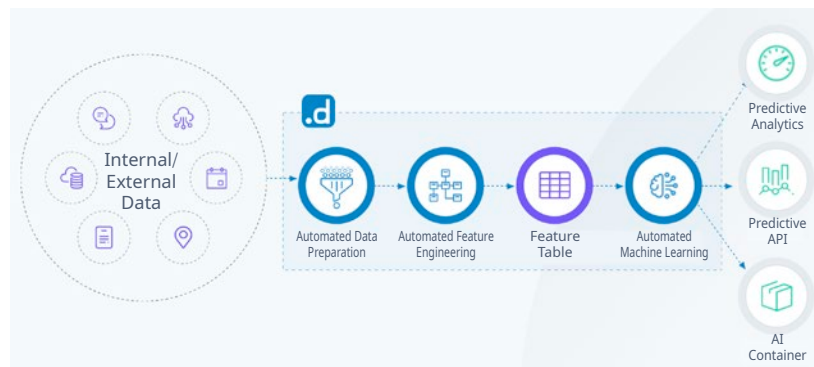 Internal/
External
Data
.d
Automated Data
Preparation
Automated Feature
Engineering
Feature
Table
Automated
Machine Learning
Predictive
Analytics
Predictive
API
AI
Container